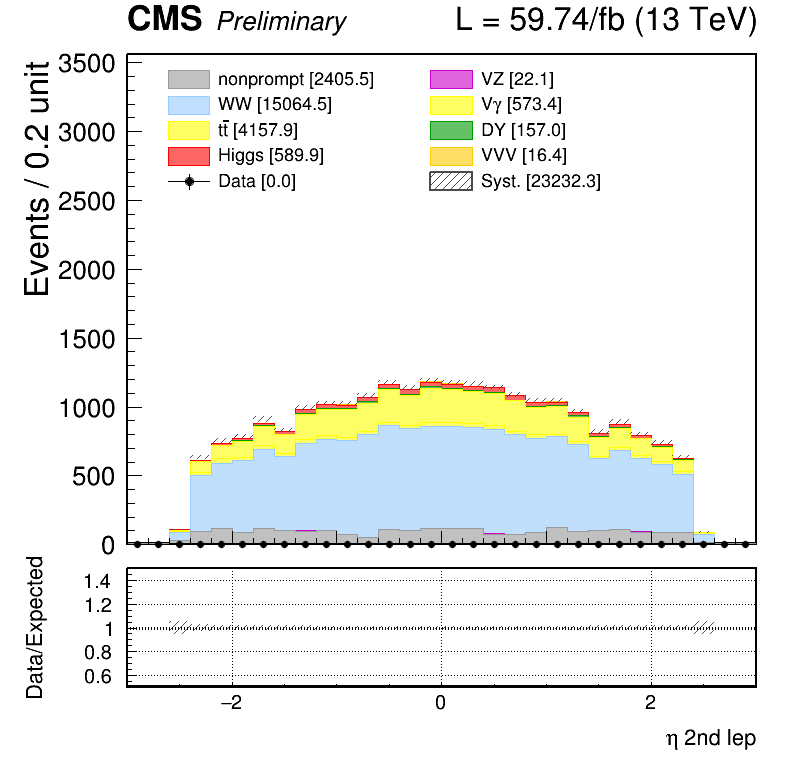 CMS Preliminary L = 59.74/fb (13 TeV)
Events / 0.2 unit
3500
3000
2500
2000
1500
1000
500
0
nonprompt [2405.5]
WW [15064.5]
tt̄ [4157.9]
Higgs [589.9]
Data [0.0]
VZ [22.1]
Vγ [573.4]
DY [157.0]
VVV [16.4]
Syst. [23232.3]
Data/Expected
1.4
1.2
1
0.8
0.6
−2 0 2
η 2nd lep